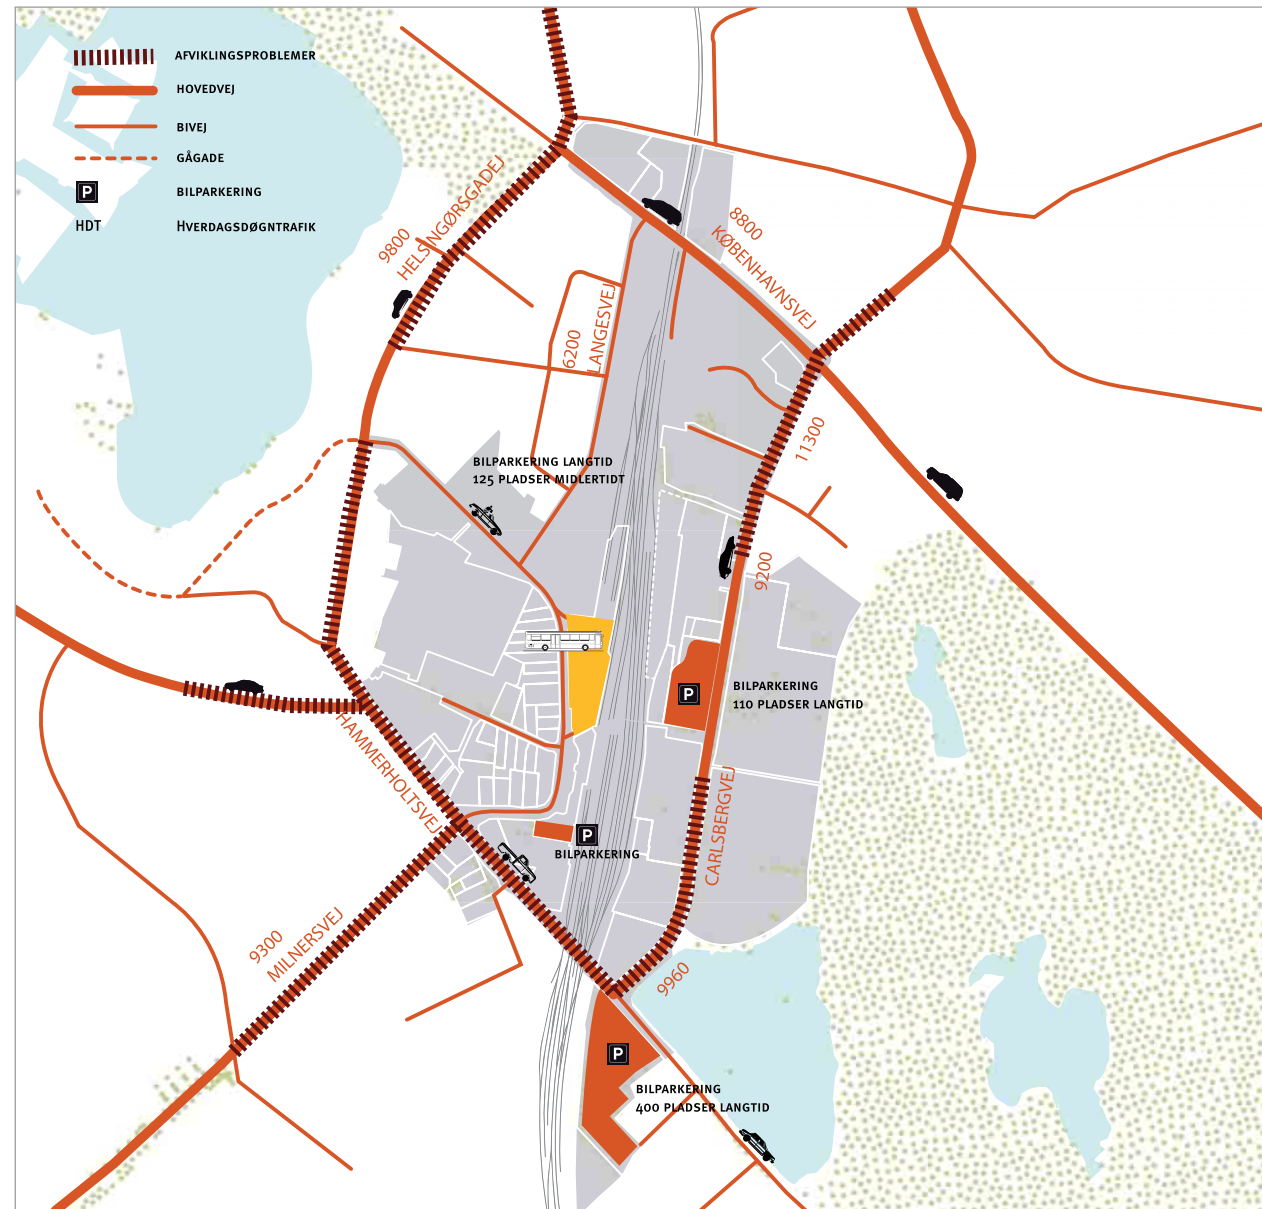 AFVIKLINGSPROBLEMER
HOVEDVEJ
BIVEJ
GÅGADE
P BILPARKERING
HDT HVERDAGSDØGNTRAFIK
9800
HELSINGØRSGADEJ
8800
KØBENHAVNSVEJ
6200
LANGESVEJ
11300
BILPARKERING LANGTID
125 PLADSER MIDLERTIDT
9200
P
BILPARKERING
110 PLADSER LANGTID
HAMMERHOLTSVEJ
CARLSBERGVEJ
P
BILPARKERING
9300
MILNERSVEJ
9960
P
BILPARKERING
400 PLADSER LANGTID